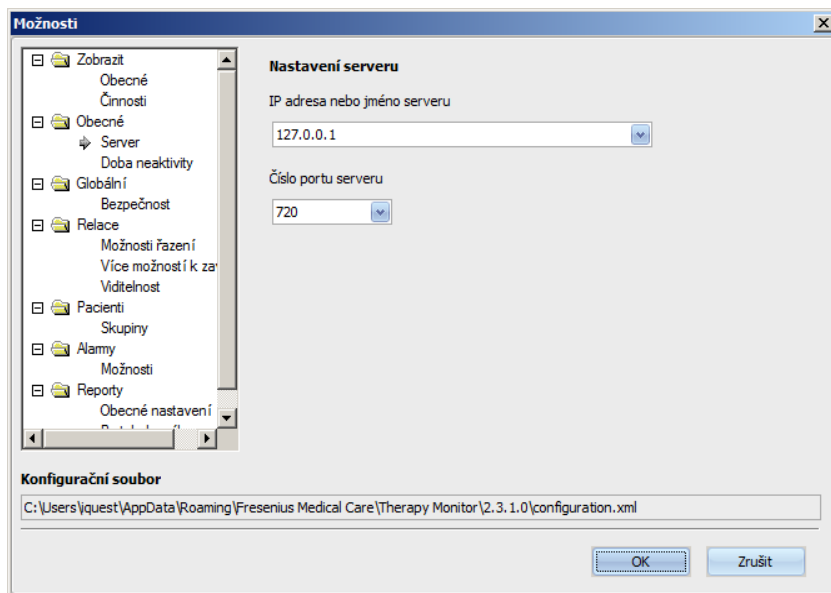 Možnosti
Zobrazit
Obecné
Činnosti
Obecné
Server
Doba neaktivity
Globální
Bezpečnost
Relace
Možnosti řazení
Více možností k za
Viditelnost
Pacienti
Skupiny
Alarmy
Možnosti
Reporty
Obecné nastavení
Nastavení serveru
IP adresa nebo jméno serveru
127.0.0.1
Číslo portu serveru
720
Konfigurační soubor
C:\Users\iquest\AppData\Roaming\Fresenius Medical Care\Therapy Monitor\2.3.1.0\configuration.xml
OK
Zrušit